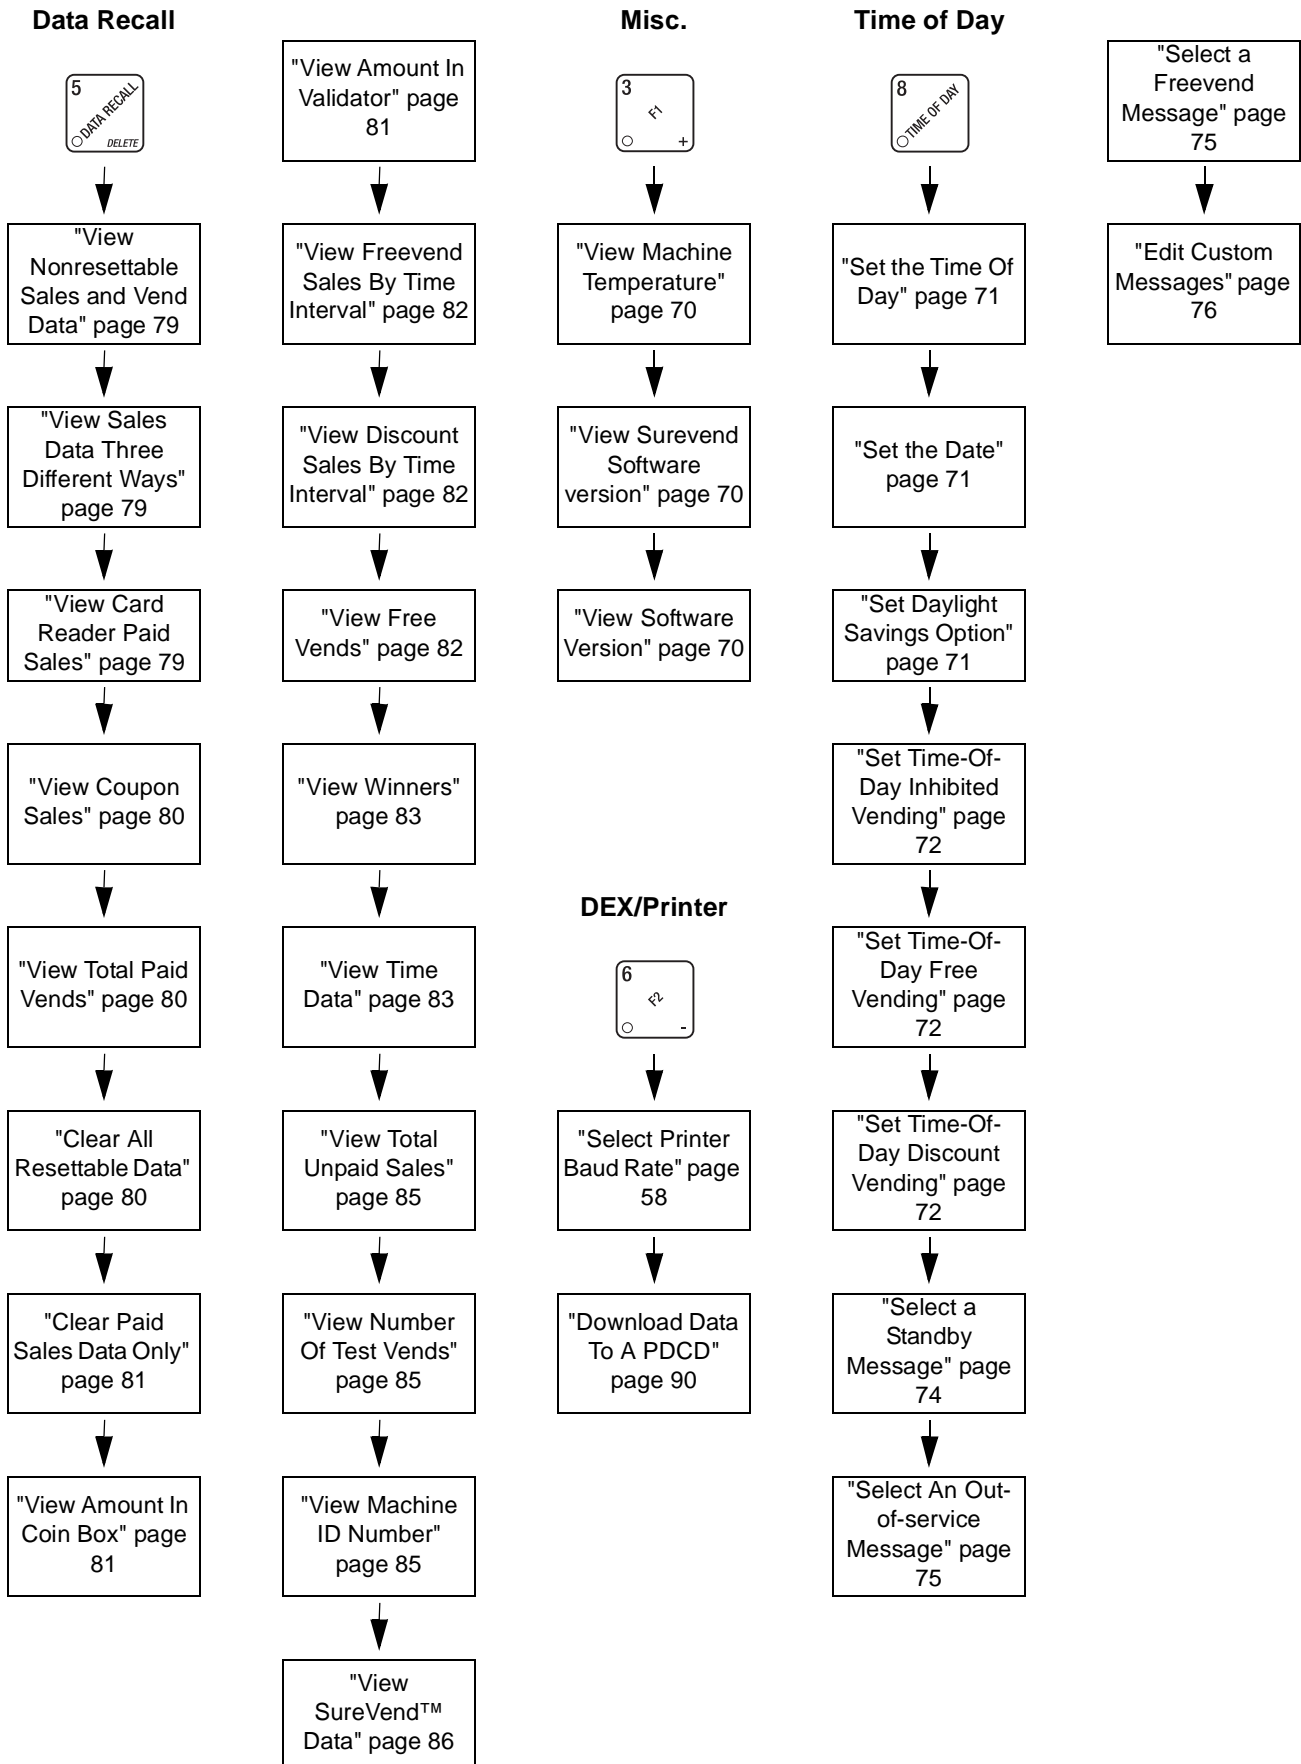 Data Recall
5
DATA RECALL
DELETE
"View
Nonresettable
Sales and Vend
Data" page 79
"View Sales
Data Three
Different Ways"
page 79
"View Card
Reader Paid
Sales" page 79
"View Coupon
Sales" page 80
"View Total Paid
Vends" page 80
"Clear All
Resettable Data"
page 80
"Clear Paid
Sales Data Only"
page 81
"View Amount In
Coin Box" page
81
"View Amount In
Validator" page
81
"View Freevend
Sales By Time
Interval" page 82
"View Discount
Sales By Time
Interval" page 82
"View Free
Vends" page 82
"View Winners"
page 83
"View Time
Data" page 83
"View Total
Unpaid Sales"
page 85
"View Number
Of Test Vends"
page 85
"View Machine
ID Number"
page 85
"View
SureVend™
Data" page 86
Misc.
3
F1
+
"View Machine
Temperature"
page 70
"View Surevend
Software
version" page 70
"View Software
Version" page 70
DEX/Printer
6
F2
-
"Select Printer
Baud Rate" page
58
"Download Data
To A PDCD"
page 90
Time of Day
8
TIME OF DAY
"Set the Time Of
Day" page 71
"Set the Date"
page 71
"Set Daylight
Savings Option"
page 71
"Set Time-Of-
Day Inhibited
Vending" page
72
"Set Time-Of-
Day Free
Vending" page
72
"Set Time-Of-
Day Discount
Vending" page
72
"Select a
Standby
Message" page
74
"Select An Out-
of-service
Message" page
75
"Select a
Freevend
Message" page
75
"Edit Custom
Messages" page
76